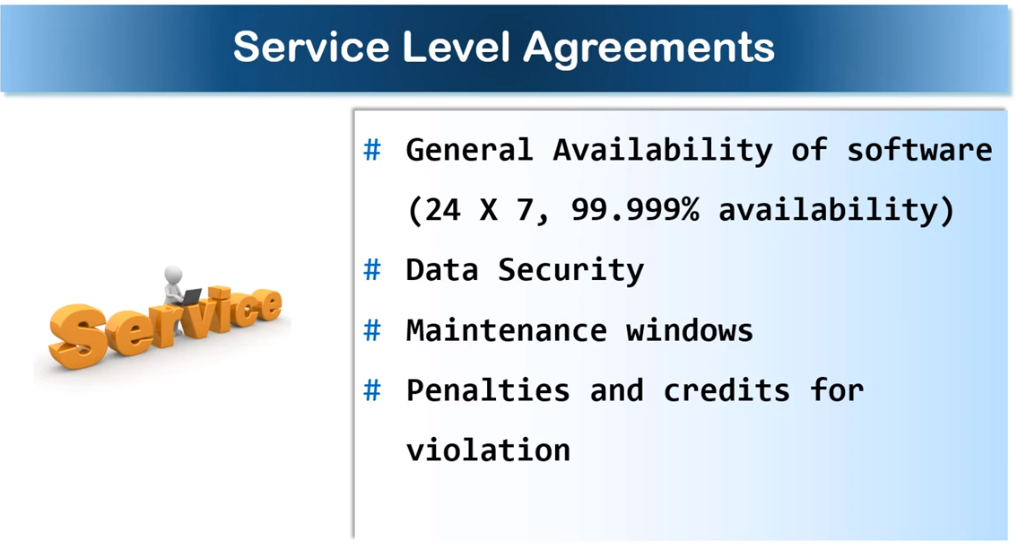 Service Level Agreements
# General Availability of software
(24 X 7, 99.999% availability)
# Data Security
# Maintenance windows
# Penalties and credits for
violation
Service